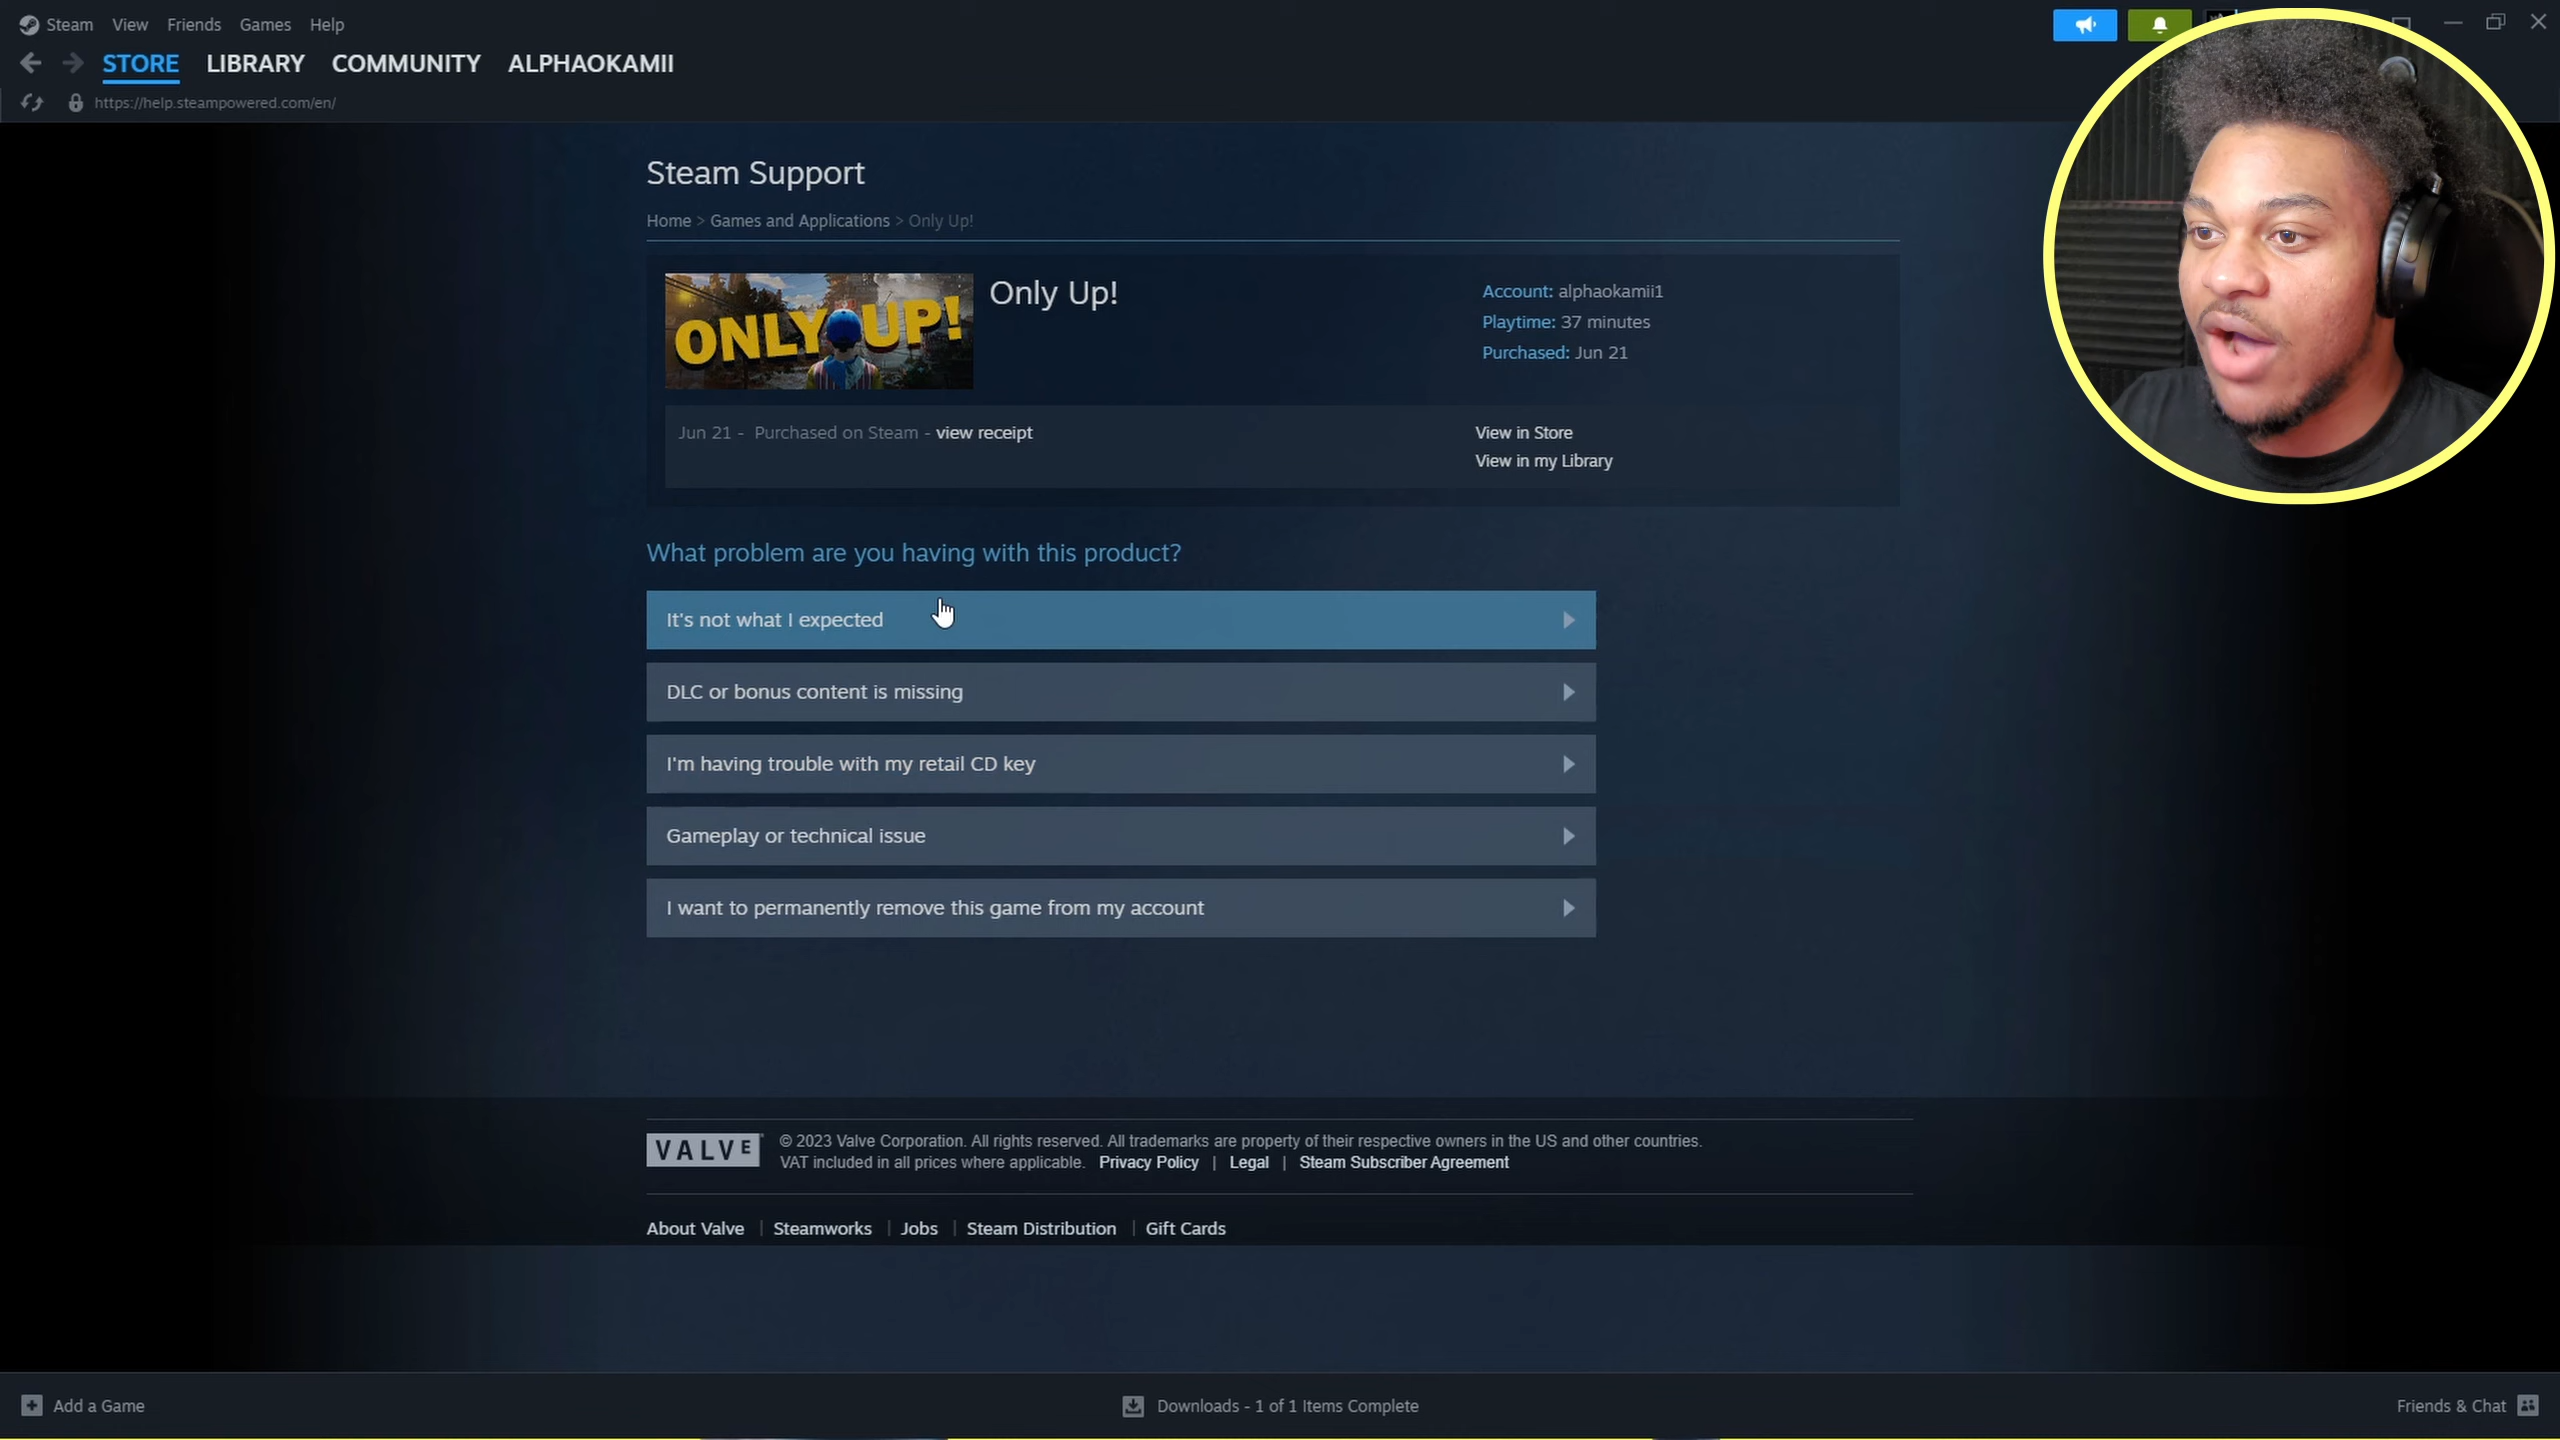 Steam View Friends Games Help
STORE LIBRARY COMMUNITY ALPHAOKAMII
https://help.steampowered.com/en/
Steam Support
Home > Games and Applications > Only Up!
ONLY UP!
Only Up!
Account: alphaokamii1
Playtime: 37 minutes
Purchased: Jun 21
Jun 21 - Purchased on Steam - view receipt
View in Store
View in my Library
What problem are you having with this product?
It's not what I expected
DLC or bonus content is missing
I'm having trouble with my retail CD key
Gameplay or technical issue
I want to permanently remove this game from my account
VALVE
© 2023 Valve Corporation. All rights reserved. All trademarks are property of their respective owners in the US and other countries.
VAT included in all prices where applicable. Privacy Policy | Legal | Steam Subscriber Agreement
About Valve | Steamworks | Jobs | Steam Distribution | Gift Cards
Add a Game
Downloads - 1 of 1 Items Complete
Friends & Chat